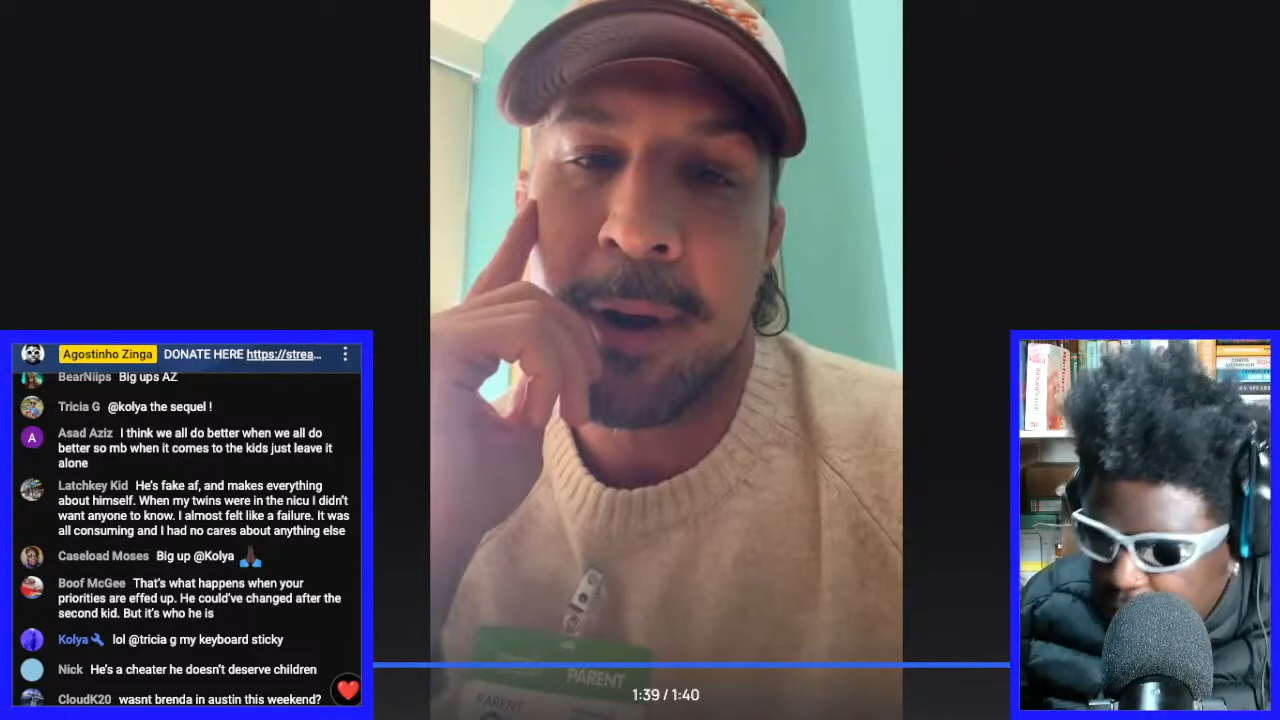 Agostinho Zinga DONATE HERE https://strea...
BearNiips Big ups AZ
Tricia G @kolya the sequel !
A
Asad Aziz I think we all do better when we all do
better so mb when it comes to the kids just leave it
alone
Latchkey Kid He's fake af, and makes everything
about himself. When my twins were in the nicu I didn't
want anyone to know. I almost felt like a failure. It was
all consuming and I had no cares about anything else
Caseload Moses Big up @Kolya
Boof McGee That's what happens when your
priorities are effed up. He could've changed after the
second kid. But it's who he is
Kolya lol @tricia g my keyboard sticky
Nick He's a cheater he doesn't deserve children
CloudK20 wasnt brenda in austin this weekend?
PARENT
PARENT
1:39 / 1:40